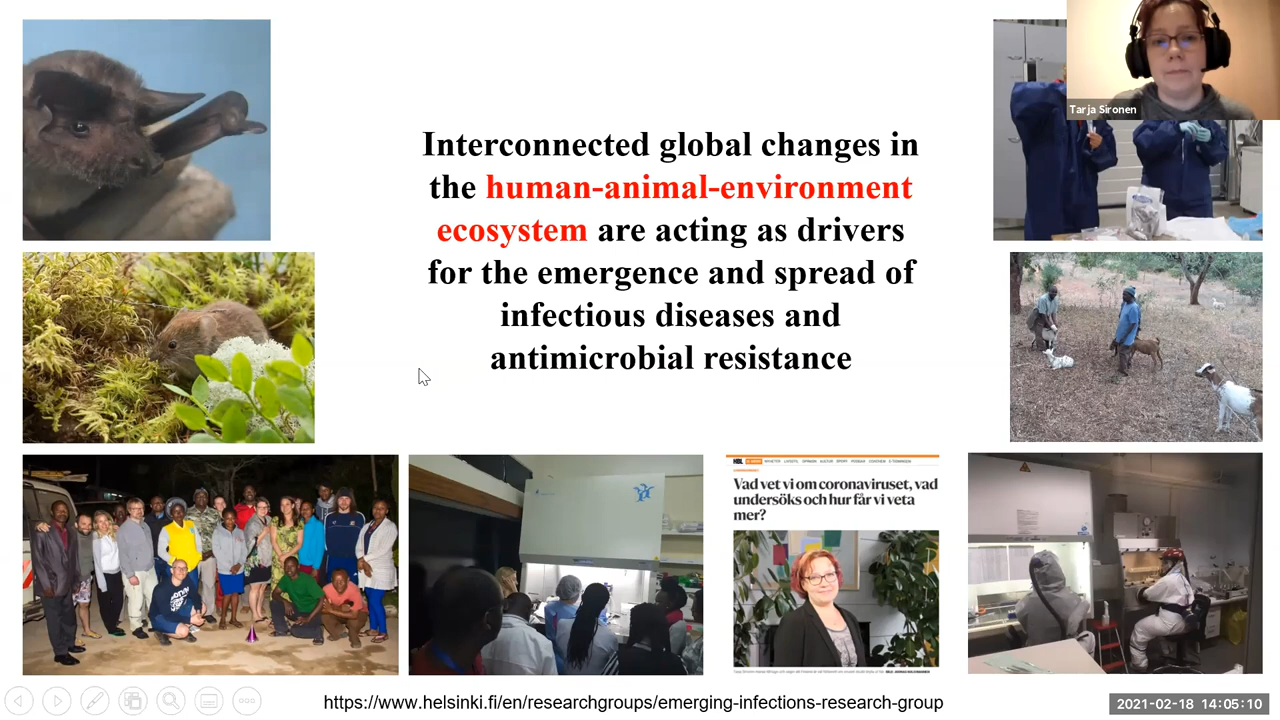 Tarja Sironen
Interconnected global changes in
the human-animal-environment
ecosystem are acting as drivers
for the emergence and spread of
infectious diseases and
antimicrobial resistance
HBL
Vad vet vi om coronaviruset, vad
undersöks och hur får vi veta
mer?
https://www.helsinki.fi/en/researchgroups/emerging-infections-research-group
2021-02-18 14:05:10